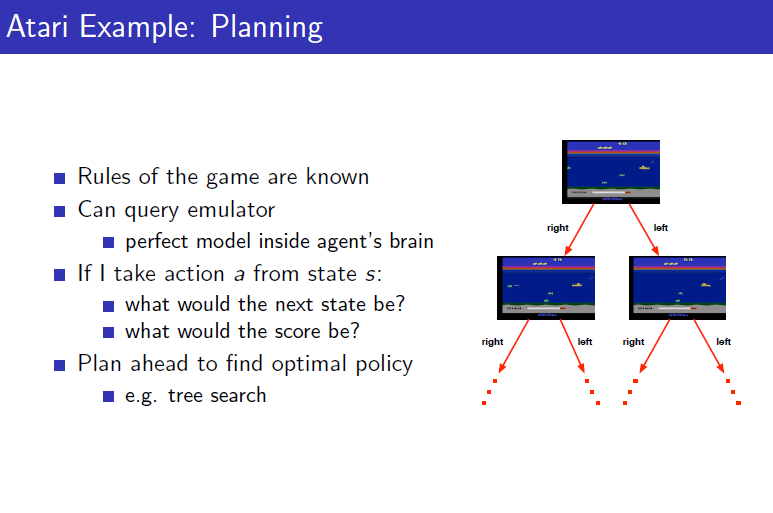 Atari Example: Planning
Rules of the game are known
Can query emulator
perfect model inside agent's brain
If I take action a from state s:
what would the next state be?
what would the score be?
Plan ahead to find optimal policy
e.g. tree search
right
left
right
left
right
left